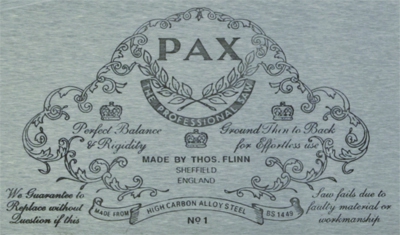 PAX
THE PROFESSIONAL SAW
Perfect Balance
& Rigidity
Ground Thin to Back
for Effortless use
MADE BY THOS. FLINN
SHEFFIELD
ENGLAND
We Guarantee to
Replace without
Question if this
Saw fails due to
faulty material or
workmanship
MADE FROM
HIGH CARBON ALLOY STEEL
B.S. 1449
Nº 1